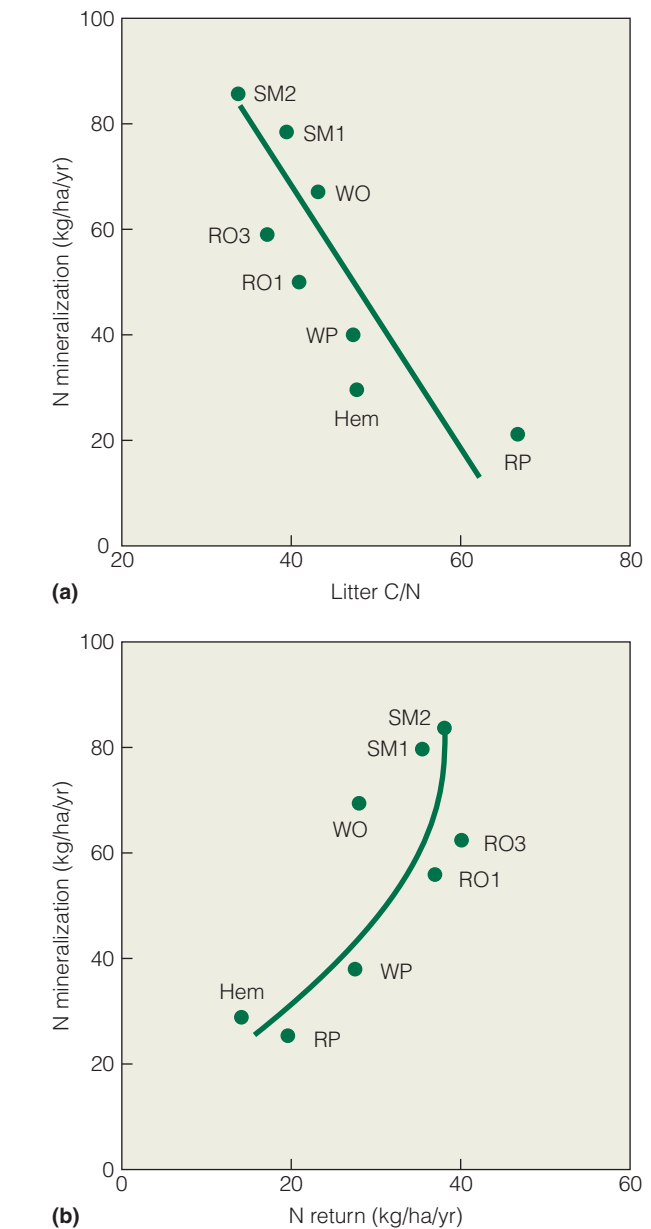 100
80
60
40
20
0
N mineralization (kg/ha/yr)
SM2
SM1
WO
RO3
RO1
WP
Hem
RP
20
40
60
80
(a)
Litter C/N
100
80
60
40
20
0
N mineralization (kg/ha/yr)
SM2
SM1
WO
RO3
RO1
WP
Hem
RP
0
20
40
60
(b)
N return (kg/ha/yr)